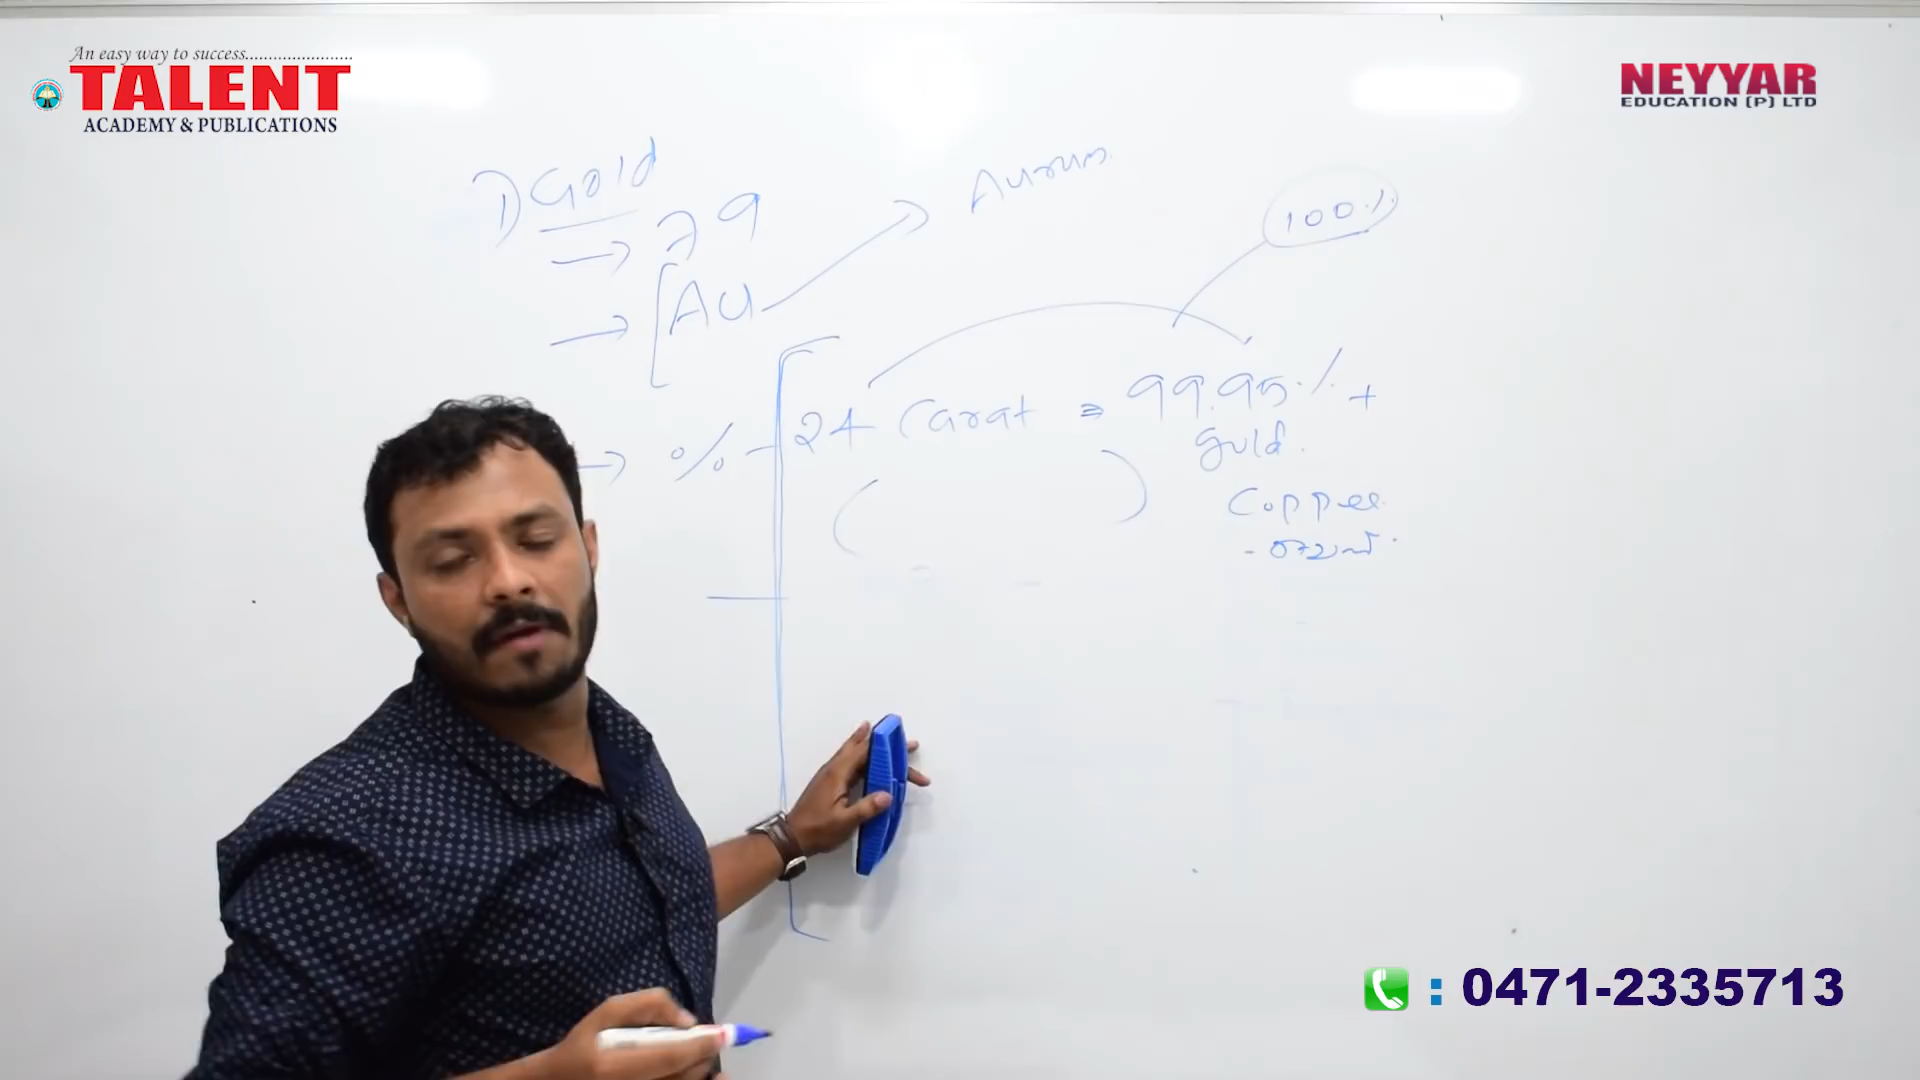 An easy way to success.......................
TALENT
ACADEMY & PUBLICATIONS
NEYYAR
EDUCATION (P) LTD
1) Gold
→ 79
→ [AU → Aurum
100%
→ % - 24 Carat = 99.95% +
gold.
( ) Copper
: 0471-2335713